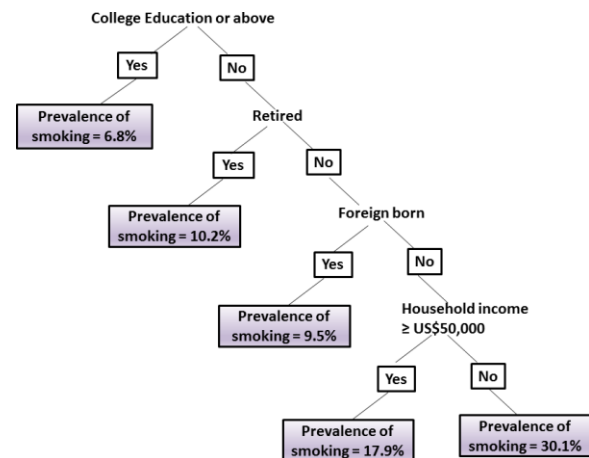 College Education or above
Yes
No
Prevalence of
smoking = 6.8%
Retired
Yes
No
Prevalence of
smoking = 10.2%
Foreign born
Yes
No
Prevalence of
smoking = 9.5%
Household income
≥ US$50,000
Yes
No
Prevalence of
smoking = 17.9%
Prevalence of
smoking = 30.1%